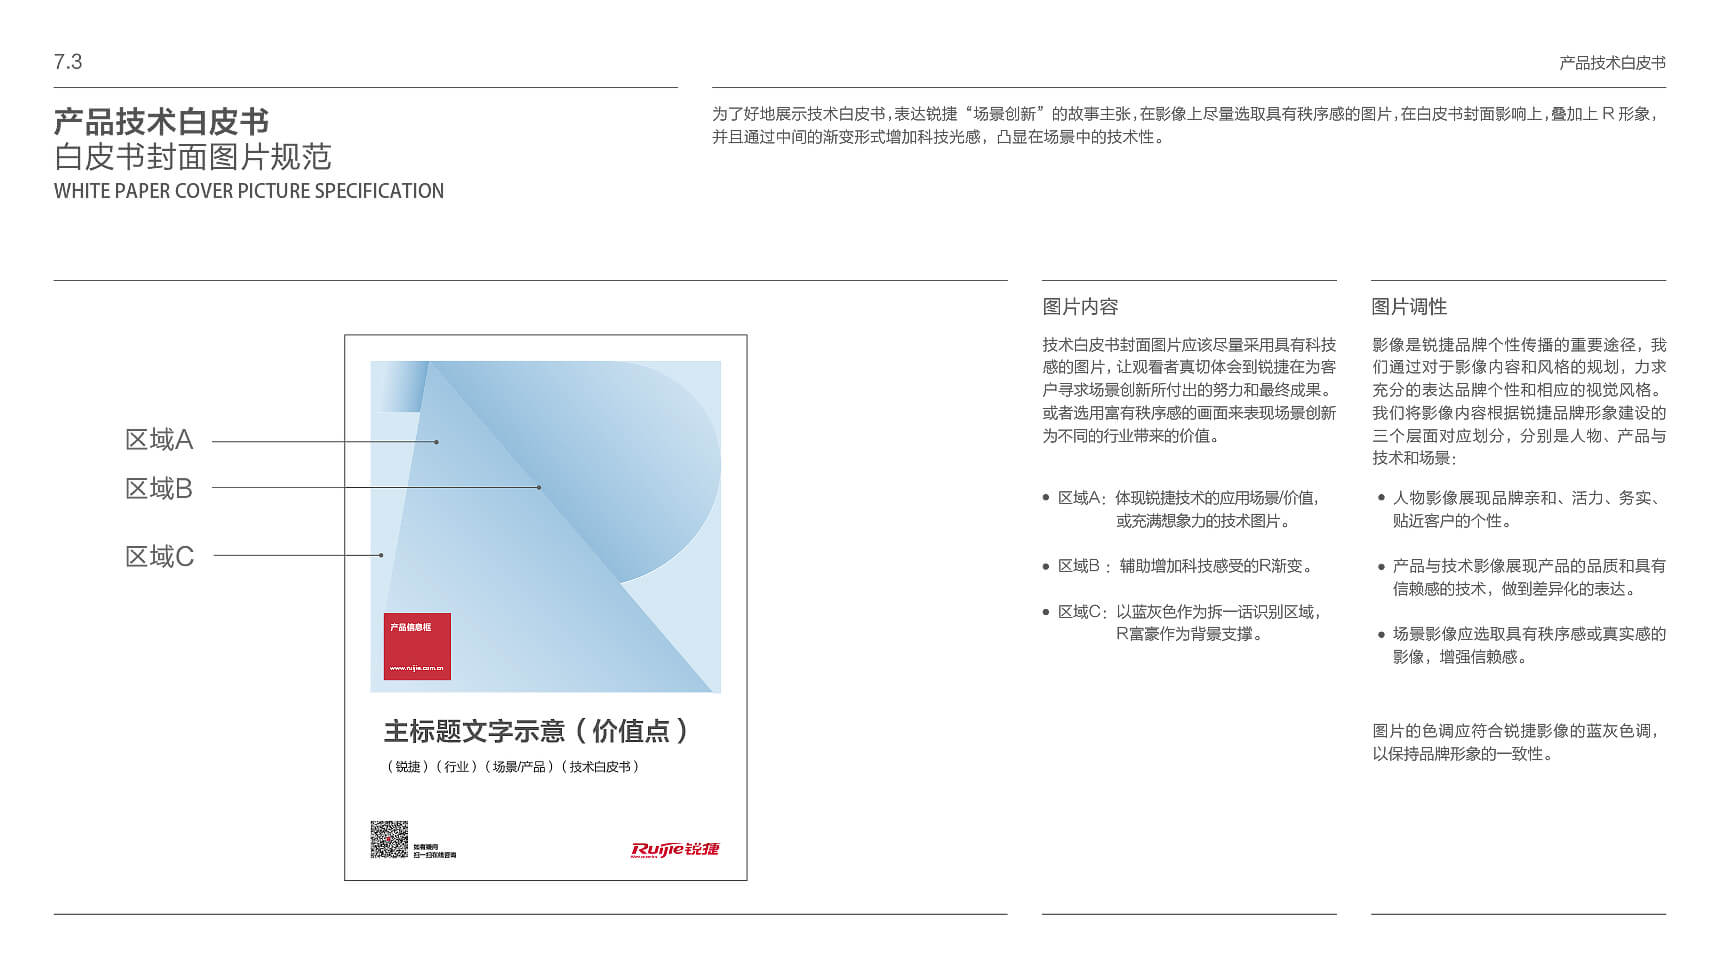 7.3
产品技术白皮书
产品技术白皮书
白皮书封面图片规范
WHITE PAPER COVER PICTURE SPECIFICATION
为了好地展示技术白皮书，表达锐捷“场景创新”的故事主张，在影像上尽量选取具有秩序感的图片，在白皮书封面影响上，叠加上 R 形象，
并且通过中间的渐变形式增加科技光感，凸显在场景中的技术性。
区域A
区域B
区域C
产品信息框
www.ruijie.com.cn
主标题文字示意（价值点）
（锐捷）（行业）（场景/产品）（技术白皮书）
如有疑问
扫一扫在线咨询
Ruijie锐捷
图片内容
技术白皮书封面图片应该尽量采用具有科技
感的图片，让观看者真切体会到锐捷在为客
户寻求场景创新所付出的努力和最终成果。
或者选用富有秩序感的画面来表现场景创新
为不同的行业带来的价值。
● 区域A：体现锐捷技术的应用场景/价值，
或充满想象力的技术图片。
● 区域B ：辅助增加科技感受的R渐变。
● 区域C：以蓝灰色作为拆一话识别区域，
R富豪作为背景支撑。
图片调性
影像是锐捷品牌个性传播的重要途径，我
们通过对于影像内容和风格的规划，力求
充分的表达品牌个性和相应的视觉风格。
我们将影像内容根据锐捷品牌形象建设的
三个层面对应划分，分别是人物、产品与
技术和场景：
● 人物影像展现品牌亲和、活力、务实、
贴近客户的个性。
● 产品与技术影像展现产品的品质和具有
信赖感的技术，做到差异化的表达。
● 场景影像应选取具有秩序感或真实感的
影像，增强信赖感。
图片的色调应符合锐捷影像的蓝灰色调，
以保持品牌形象的一致性。